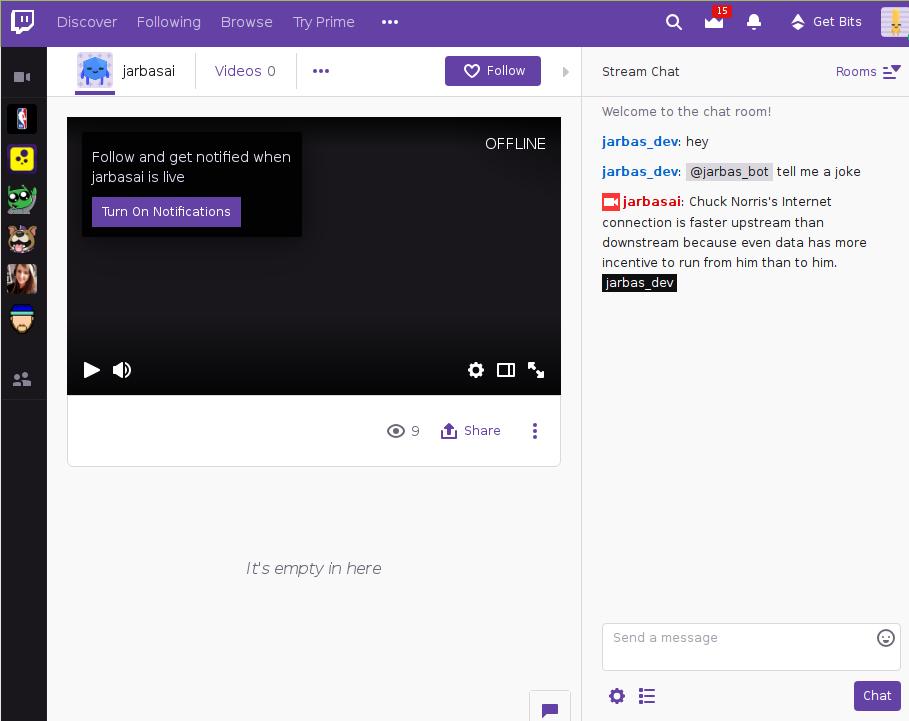 Discover Following Browse Try Prime
15
Get Bits
jarbasai Videos 0 Follow
Stream Chat Rooms
Follow and get notified when
jarbasai is live
Turn On Notifications
OFFLINE
9 Share
It's empty in here
Welcome to the chat room!
jarbas_dev: hey
jarbas_dev: @jarbas_bot tell me a joke
jarbasai: Chuck Norris's Internet
connection is faster upstream than
downstream because even data has more
incentive to run from him than to him.
jarbas_dev
Send a message
Chat